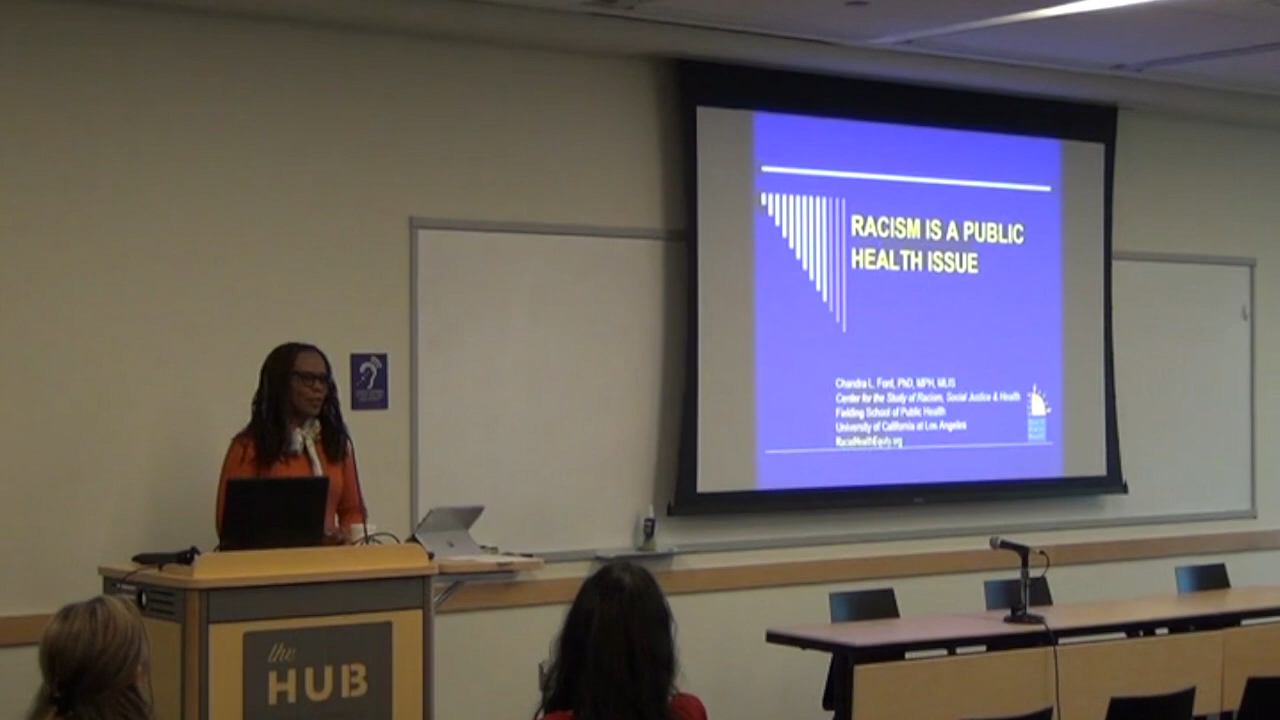 RACISM IS A PUBLIC
HEALTH ISSUE
Chandra L. Ford, PhD, MPH, MLIS
Center for the Study of Racism, Social Justice & Health
Fielding School of Public Health
University of California at Los Angeles
RacialHealthEquity.org
the
HUB